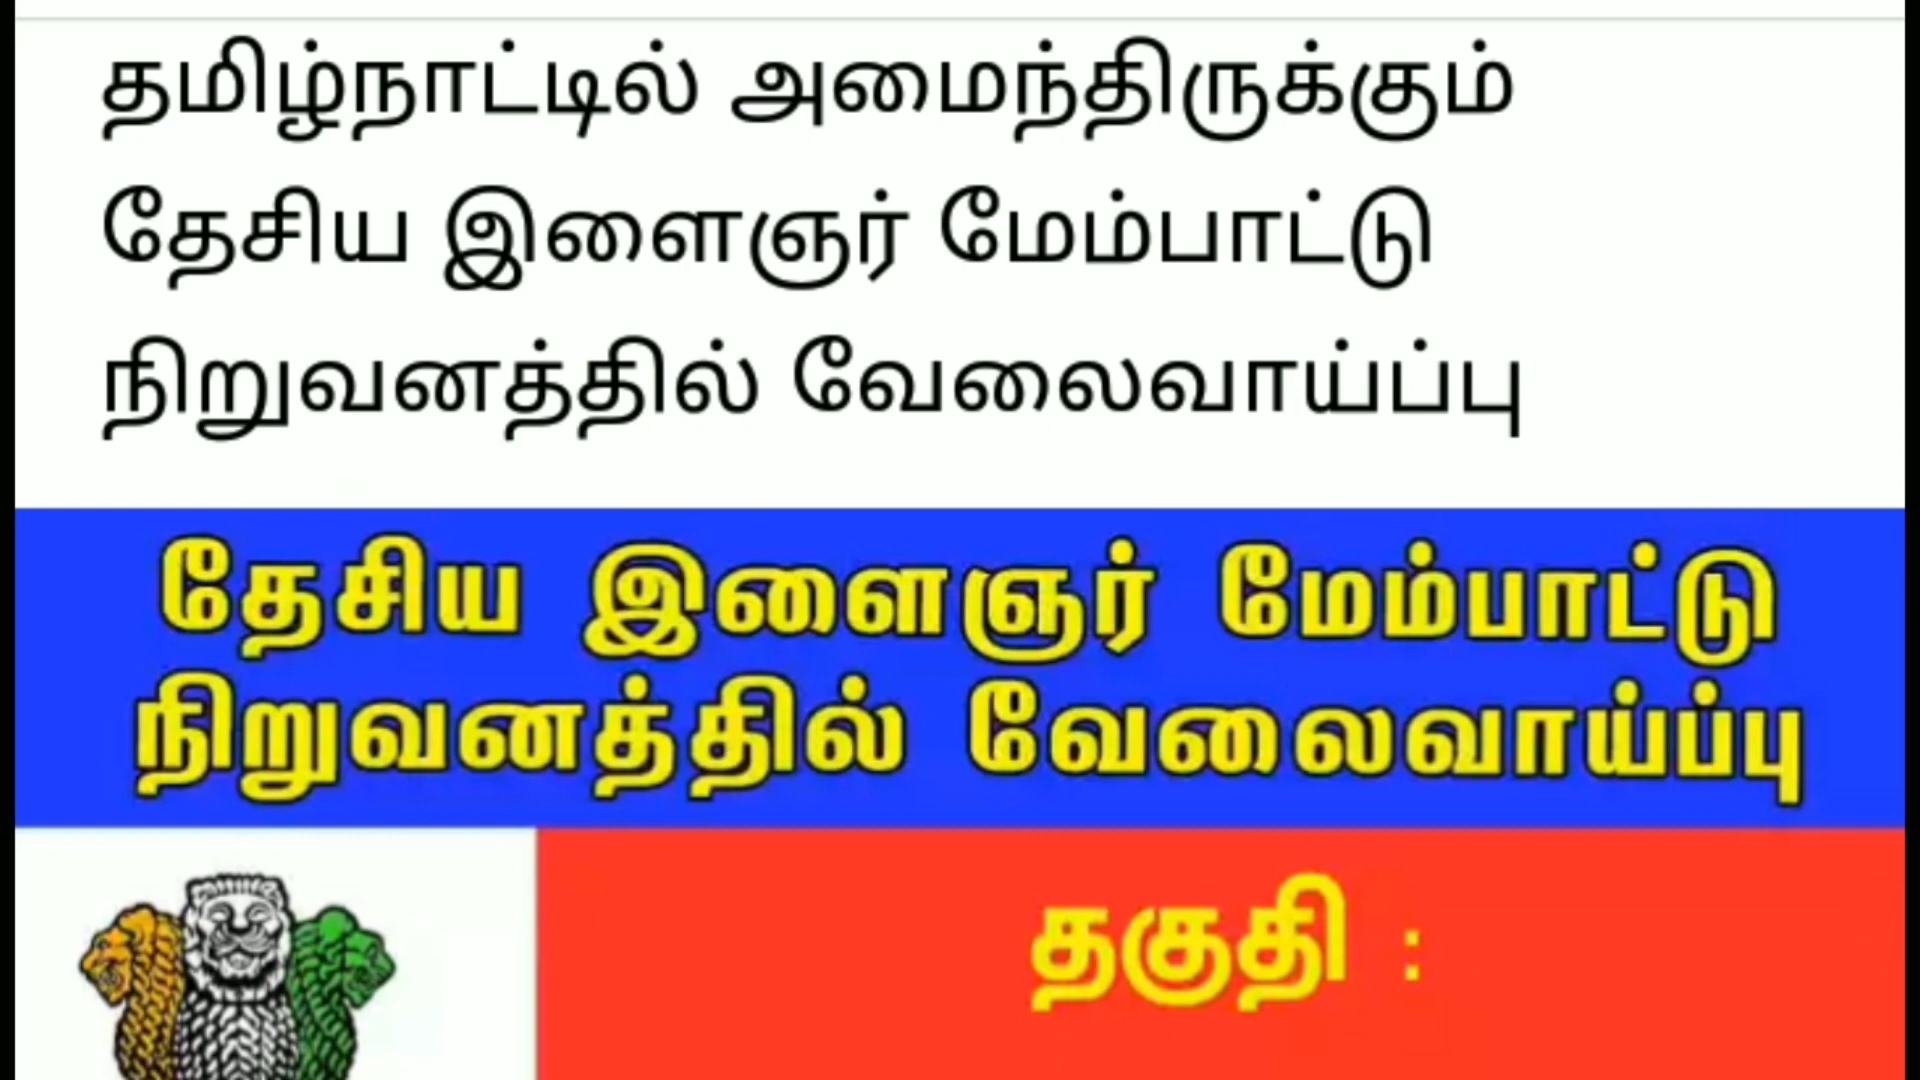 தமிழ்நாட்டில் அமைந்திருக்கும்
தேசிய இளைஞர் மேம்பாட்டு
நிறுவனத்தில் வேலைவாய்ப்பு
தேசிய இளைஞர் மேம்பாட்டு
நிறுவனத்தில் வேலைவாய்ப்பு
தகுதி :